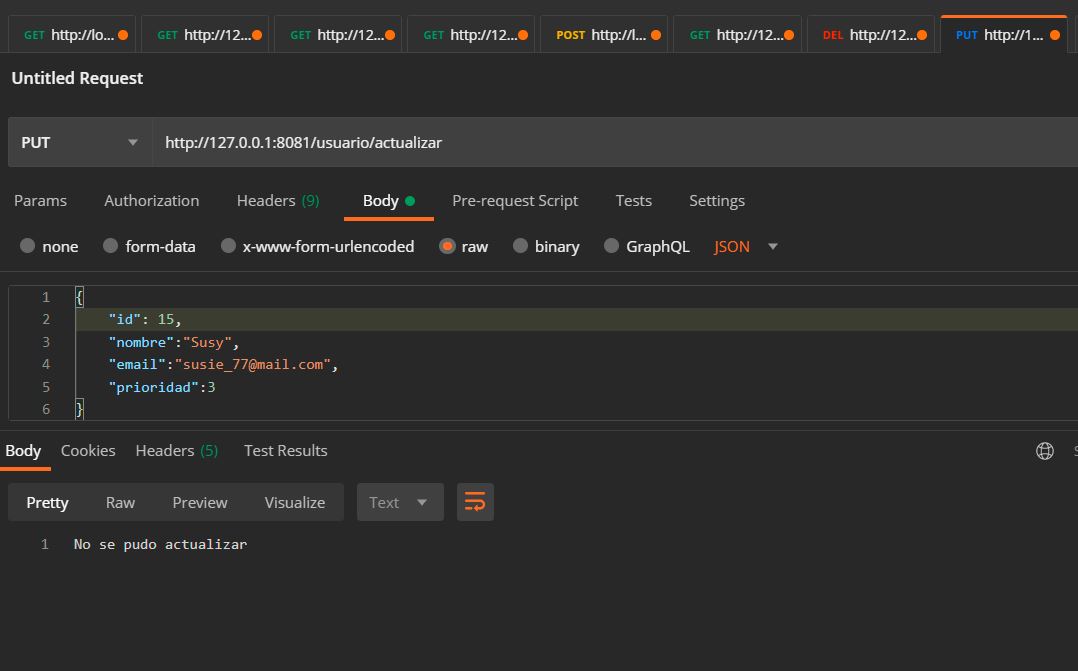 GET http://lo... GET http://12... GET http://12... GET http://12... POST http://l... GET http://12... DEL http://12... PUT http://1...
Untitled Request
PUT http://127.0.0.1:8081/usuario/actualizar
Params Authorization Headers (9) Body Pre-request Script Tests Settings
none form-data x-www-form-urlencoded raw binary GraphQL JSON
1 {
2 "id": 15,
3 "nombre":"Susy",
4 "email":"susie_77@mail.com",
5 "prioridad":3
6 }
Body Cookies Headers (5) Test Results
Pretty Raw Preview Visualize Text
1 No se pudo actualizar